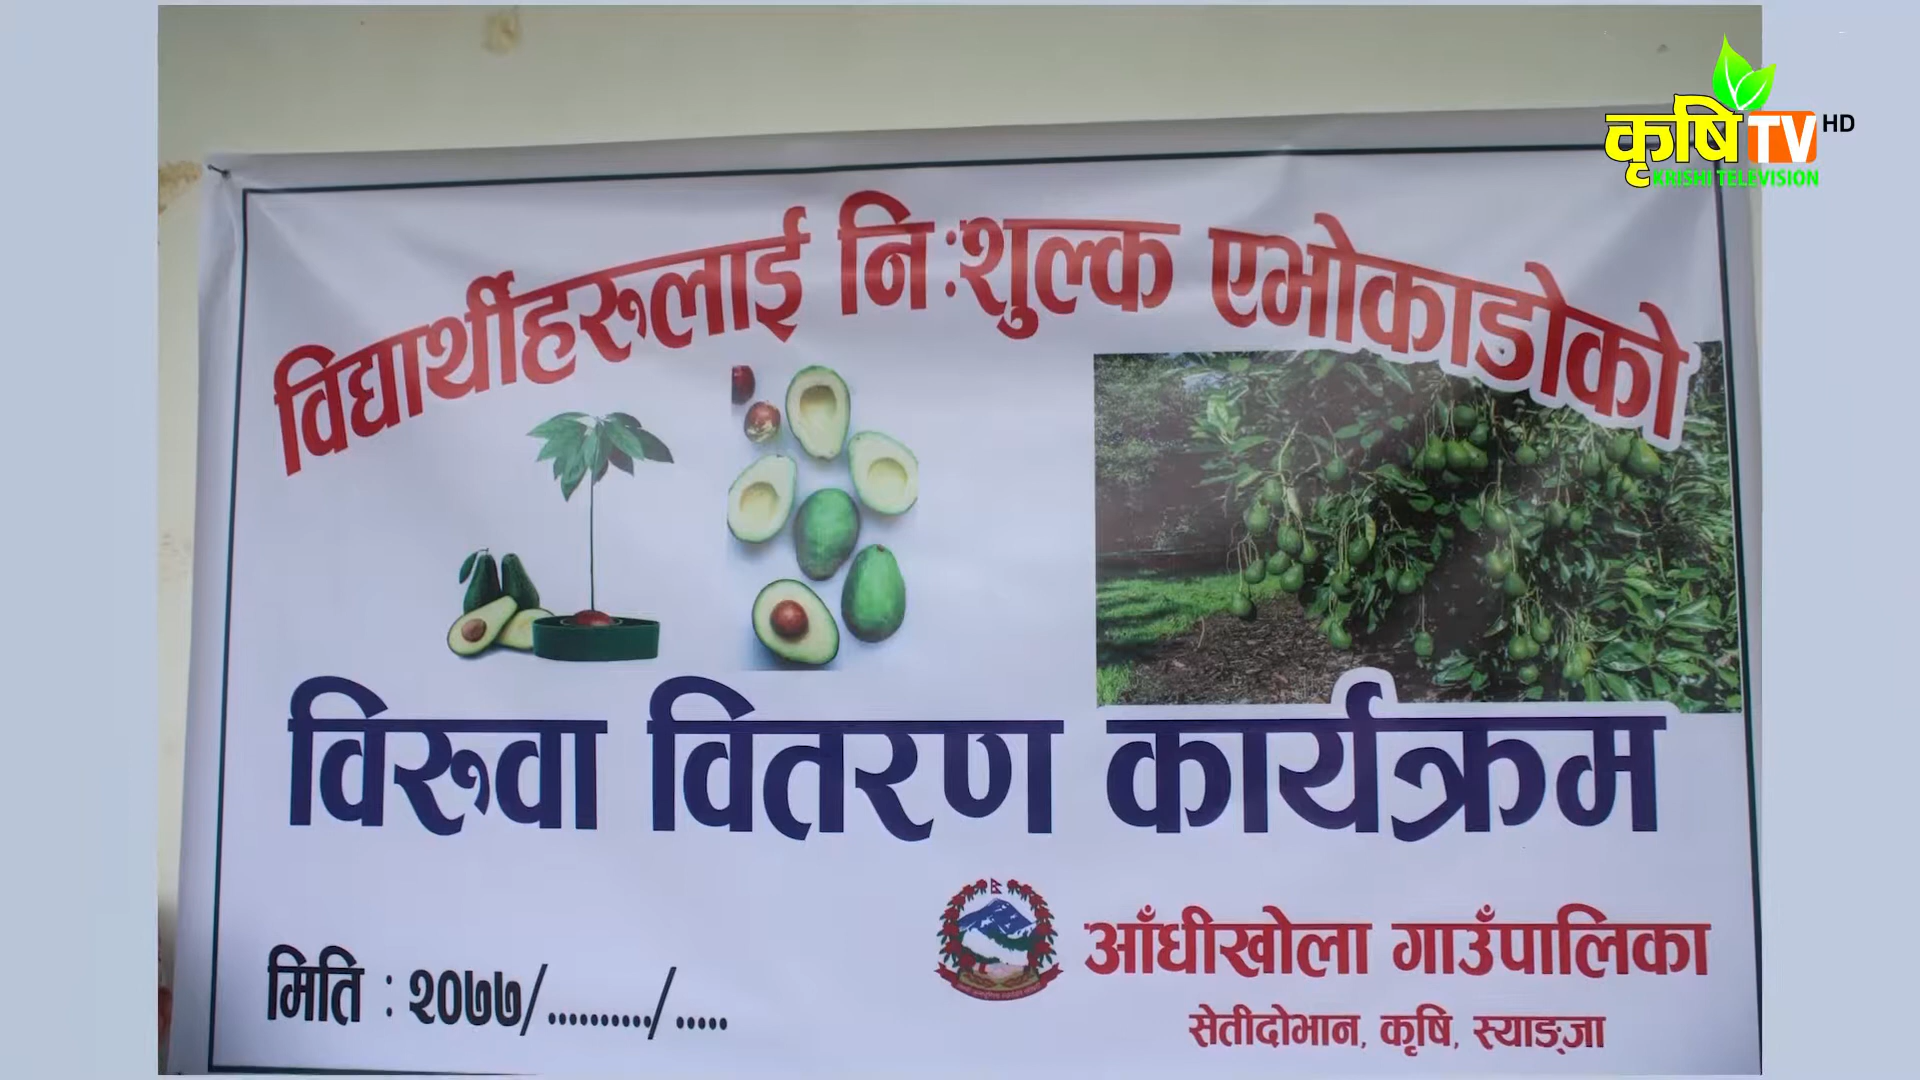 कृषि TV HD
KRISHI TELEVISION
विद्यार्थीहरुलाई नि:शुल्क एभोकाडोको
विरुवा वितरण कार्यक्रम
आँधीखोला गाउँपालिका
सेतीदोभान, कृषि, स्याङ्जा
मिति : २०७७/........../.....